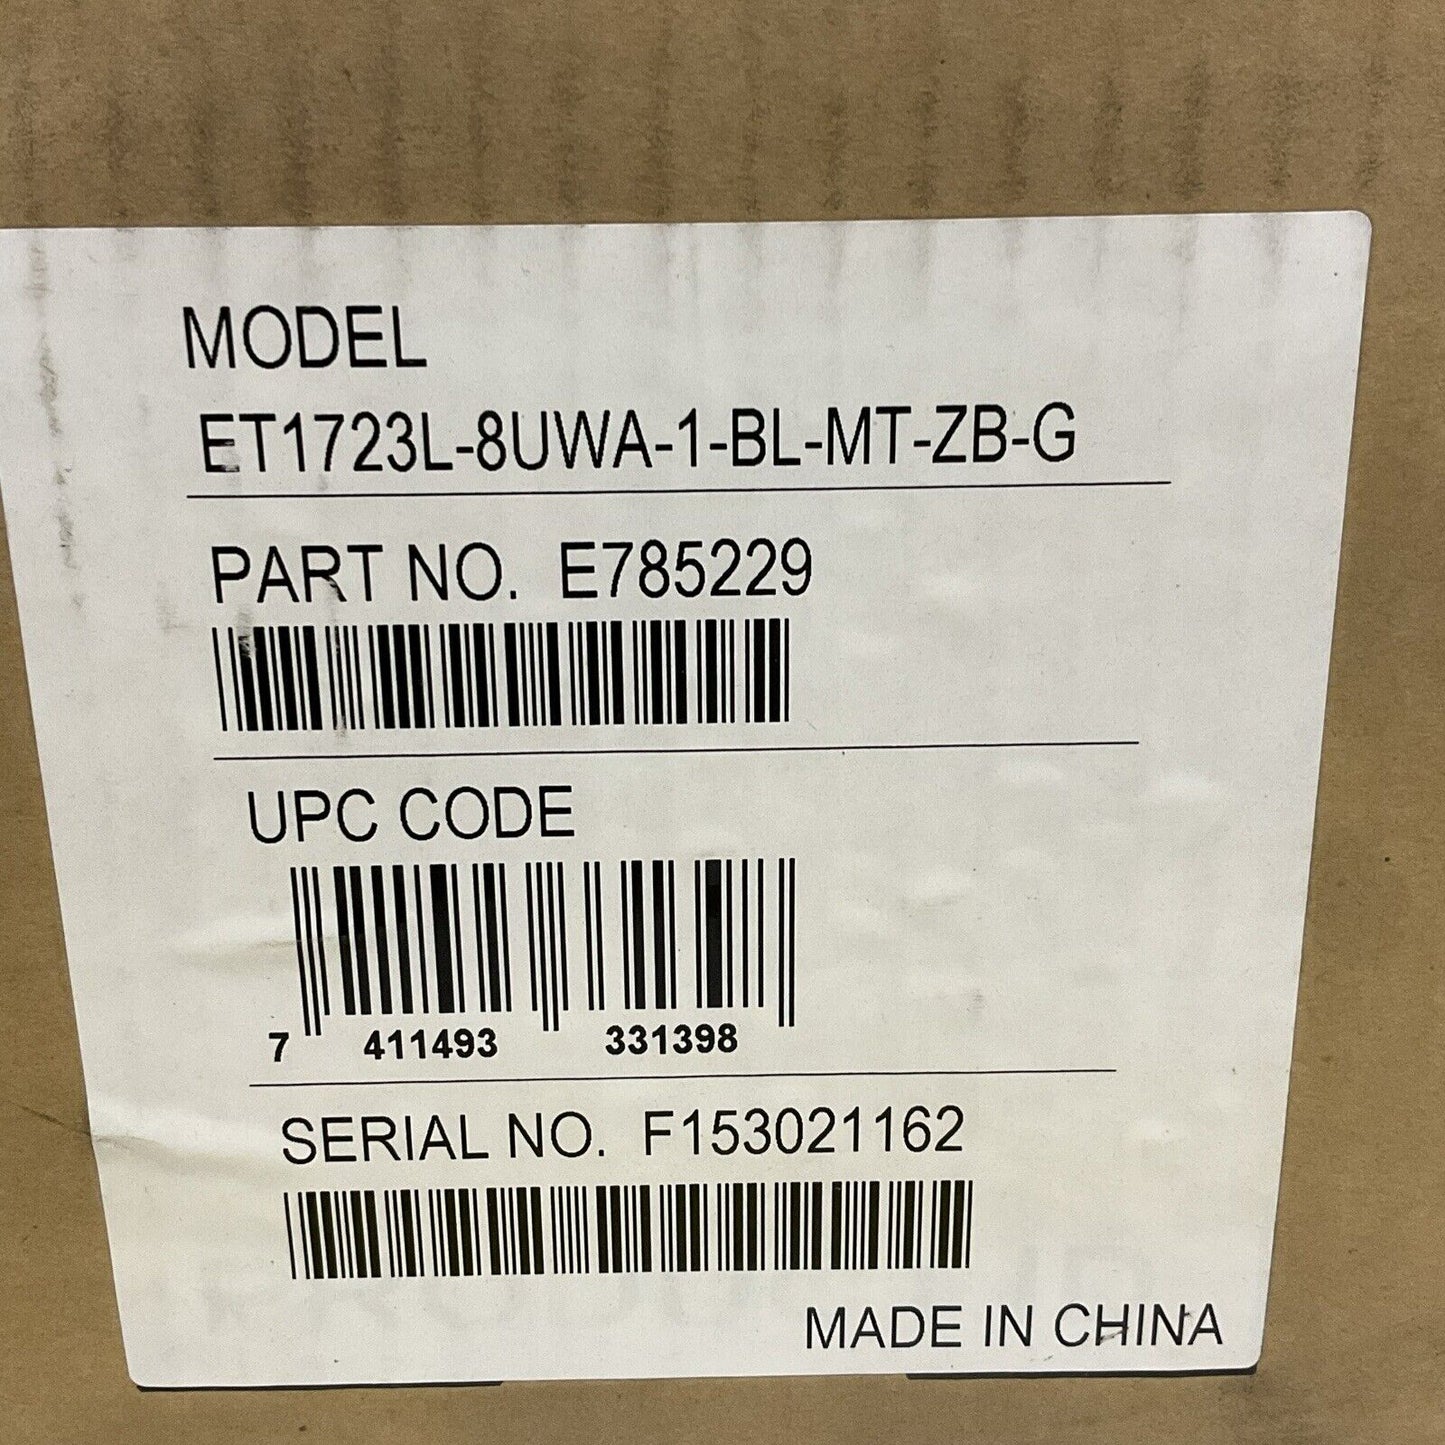 MODEL
ET1723L-8UWA-1-BL-MT-ZB-G
PART NO. E785229
UPC CODE
7 411493 331398
SERIAL NO. F153021162
MADE IN CHINA